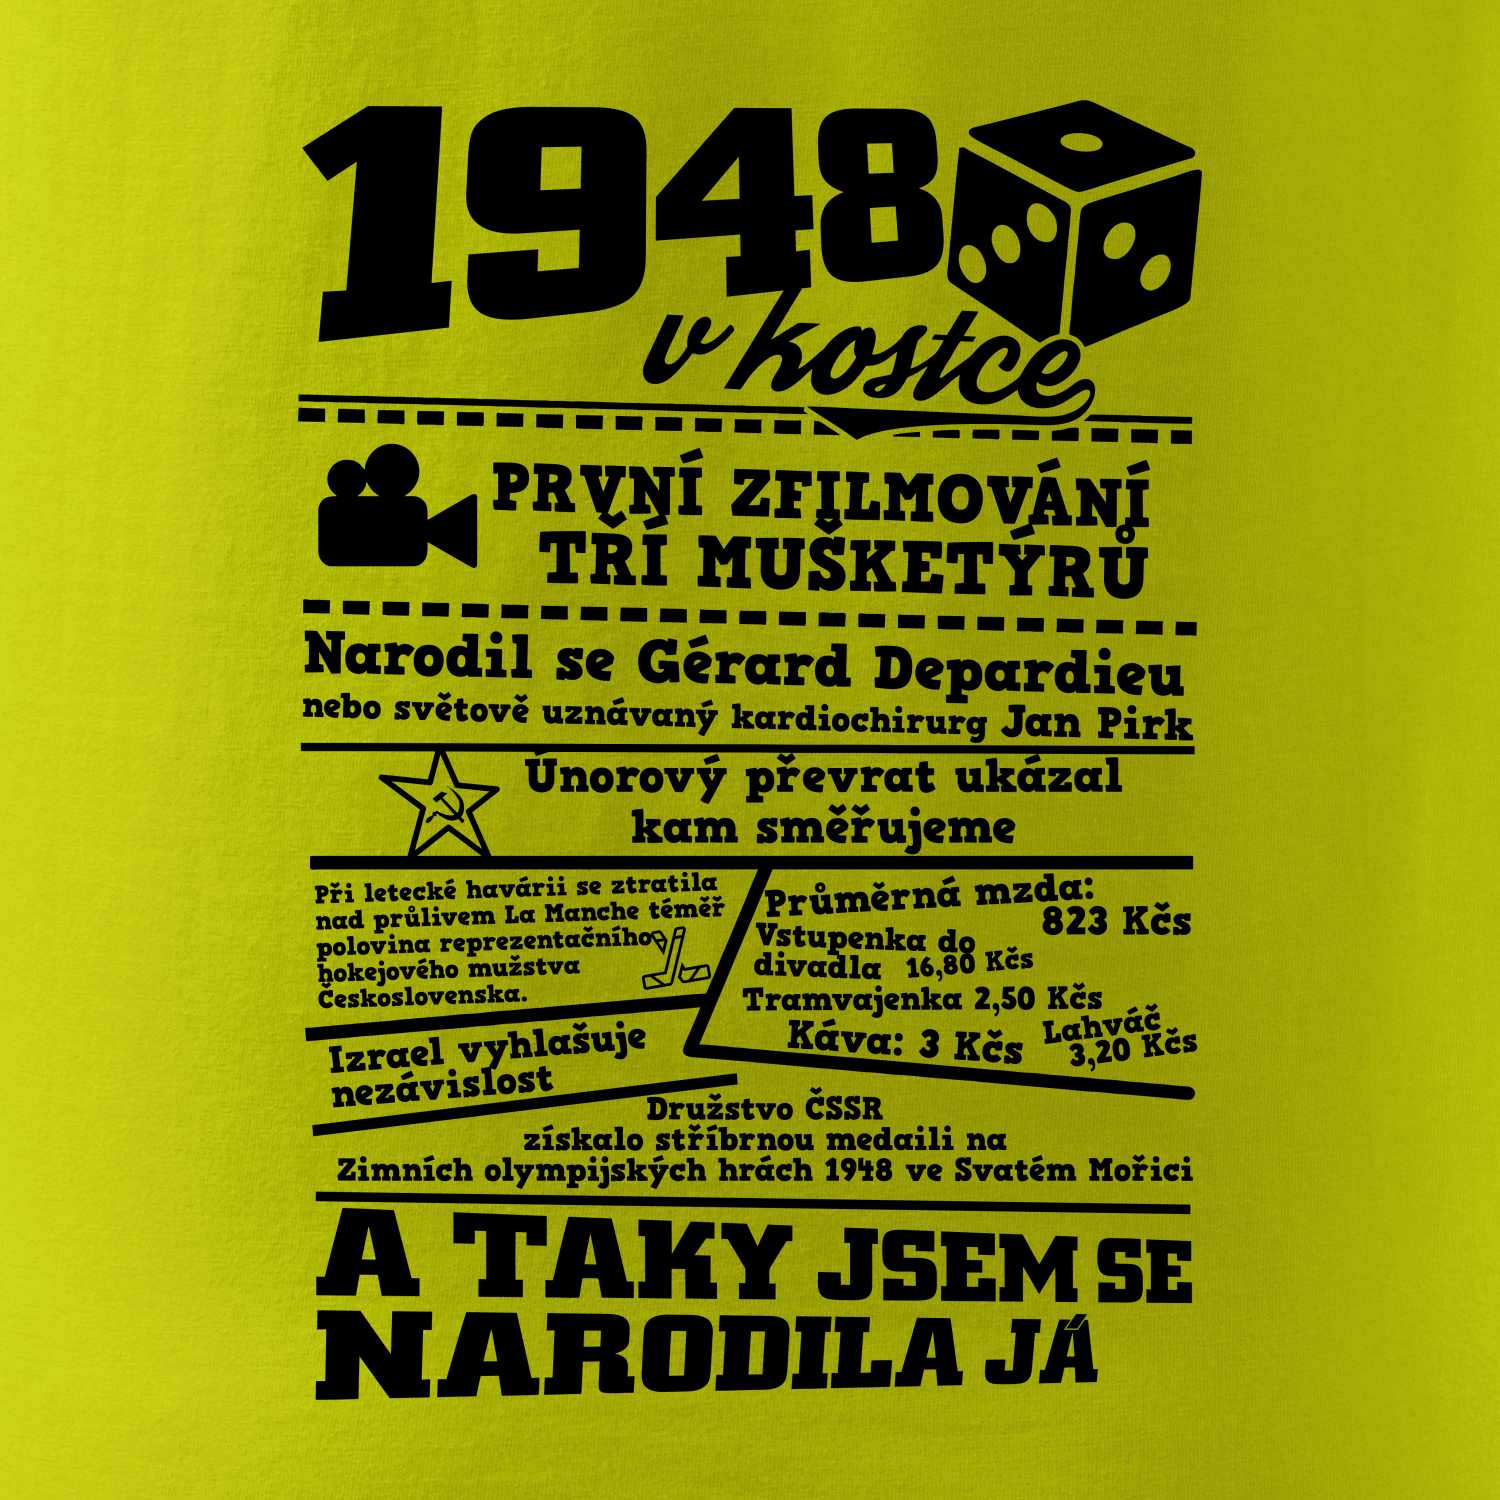 1948
v kostce
PRVNÍ ZFILMOVÁNÍ
TŘÍ MUŠKETÝRŮ
Narodil se Gérard Depardieu
nebo světově uznávaný kardiochirurg Jan Pirk
Únorový převrat ukázal
kam směřujeme
Při letecké havárii se ztratila
nad průlivem La Manche téměř
polovina reprezentačního
hokejového mužstva
Československa.
Izrael vyhlašuje
nezávislost
Průměrná mzda:
823 Kčs
Vstupenka do
divadla 16,80 Kčs
Tramvajenka 2,50 Kčs
Káva: 3 Kčs
Lahváč
3,20 Kčs
Družstvo ČSSR
získalo stříbrnou medaili na
Zimních olympijských hrách 1948 ve Svatém Mořici
A TAKY JSEM SE
NARODILA JÁ